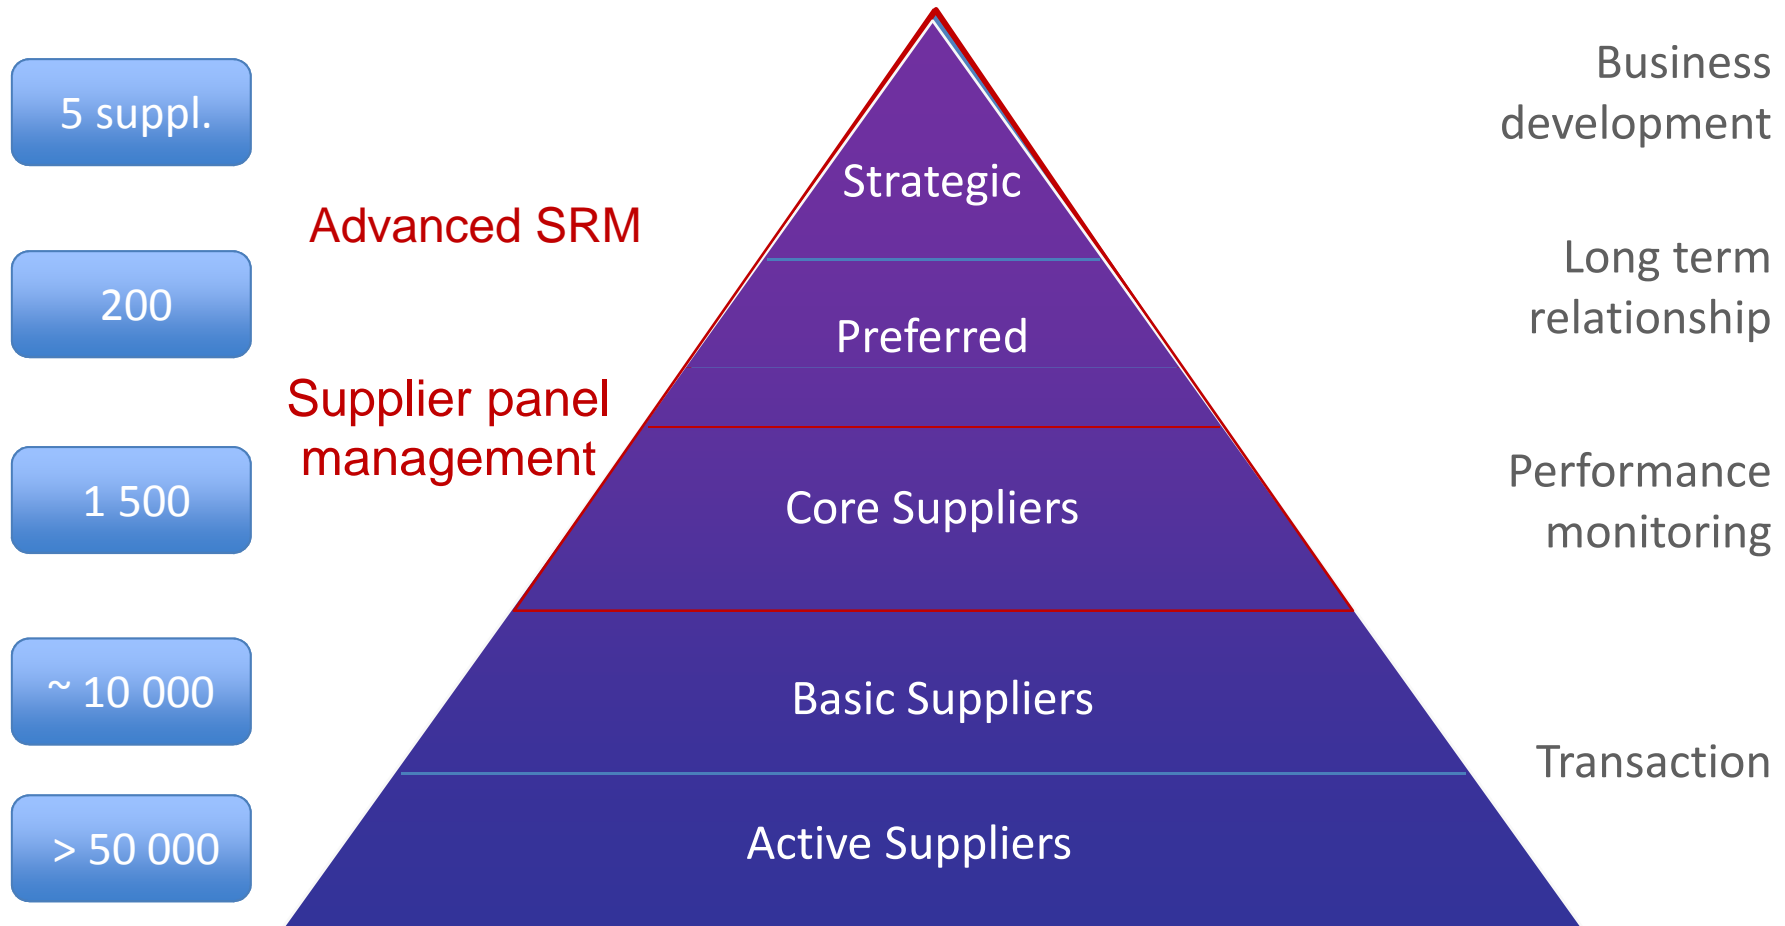 5 suppl.
200
1 500
~ 10 000
> 50 000
Advanced SRM
Supplier panel
management
Strategic
Preferred
Core Suppliers
Basic Suppliers
Active Suppliers
Business
development
Long term
relationship
Performance
monitoring
Transaction